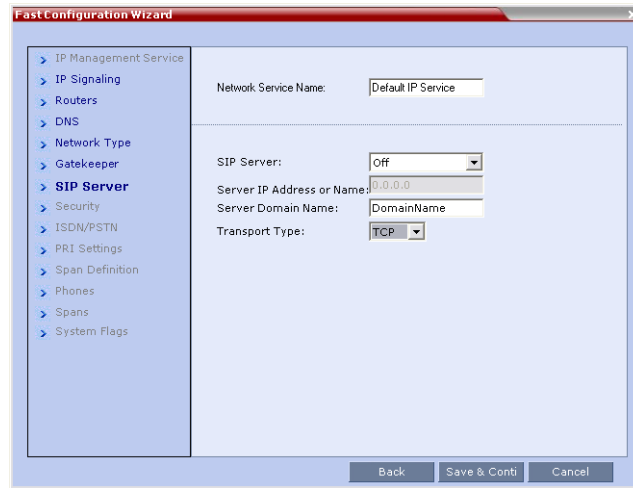 Fast Configuration Wizard
IP Management Service
IP Signaling
Routers
DNS
Network Type
Gatekeeper
SIP Server
Security
ISDN/PSTN
PRI Settings
Span Definition
Phones
Spans
System Flags
Network Service Name: Default IP Service
SIP Server: Off
Server IP Address or Name: 0.0.0.0
Server Domain Name: DomainName
Transport Type: TCP
Back Save & Conti Cancel